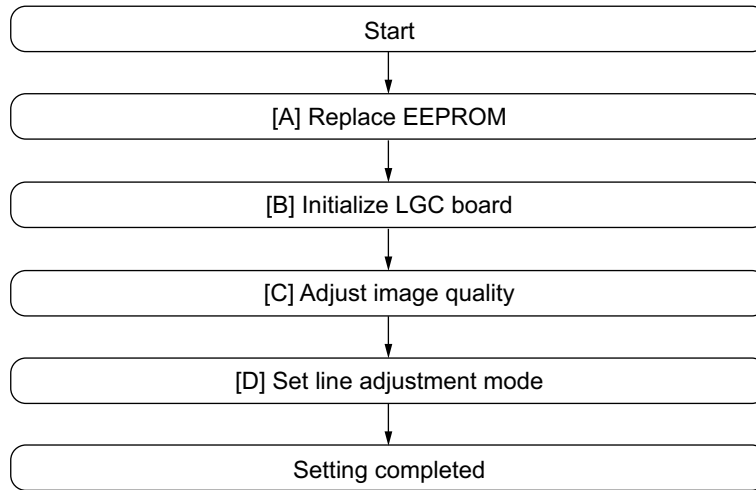 Start
[A] Replace EEPROM
[B] Initialize LGC board
[C] Adjust image quality
[D] Set line adjustment mode
Setting completed